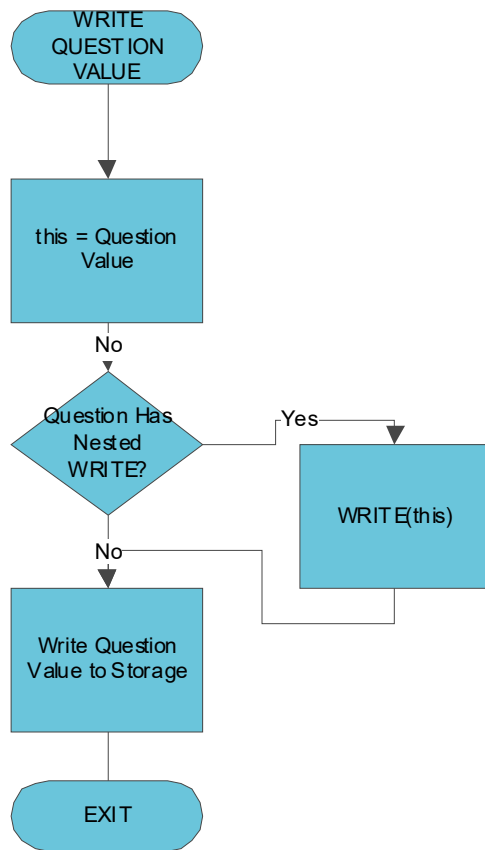 WRITE
QUESTION
VALUE
this = Question
Value
No
Question Has
Nested
WRITE?
Yes
WRITE(this)
No
Write Question
Value to Storage
EXIT